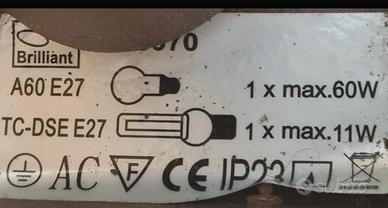 Brilliant
A60 E27 1 x max.60W
TC-DSE E27 1 x max.11W
AC F CE IP23